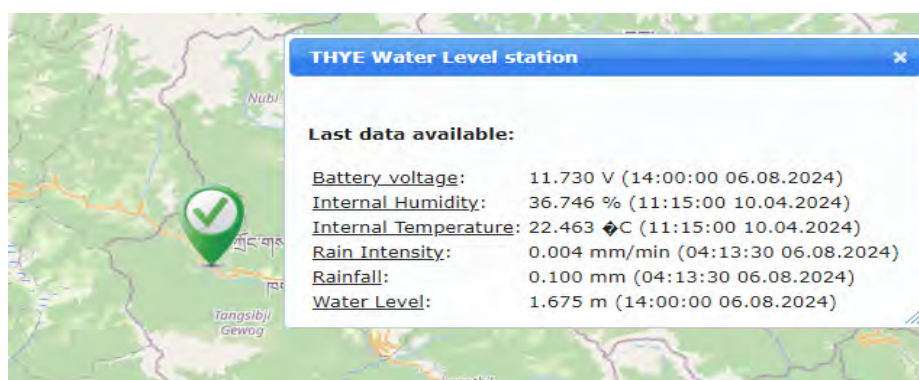 THYE Water Level station
Nubi
Last data available:
Battery voltage: 11.730 V (14:00:00 06.08.2024)
Internal Humidity: 36.746 % (11:15:00 10.04.2024)
Internal Temperature: 22.463 �C (11:15:00 10.04.2024)
Rain Intensity: 0.004 mm/min (04:13:30 06.08.2024)
Rainfall: 0.100 mm (04:13:30 06.08.2024)
Water Level: 1.675 m (14:00:00 06.08.2024)
Tangsibji
Gewog